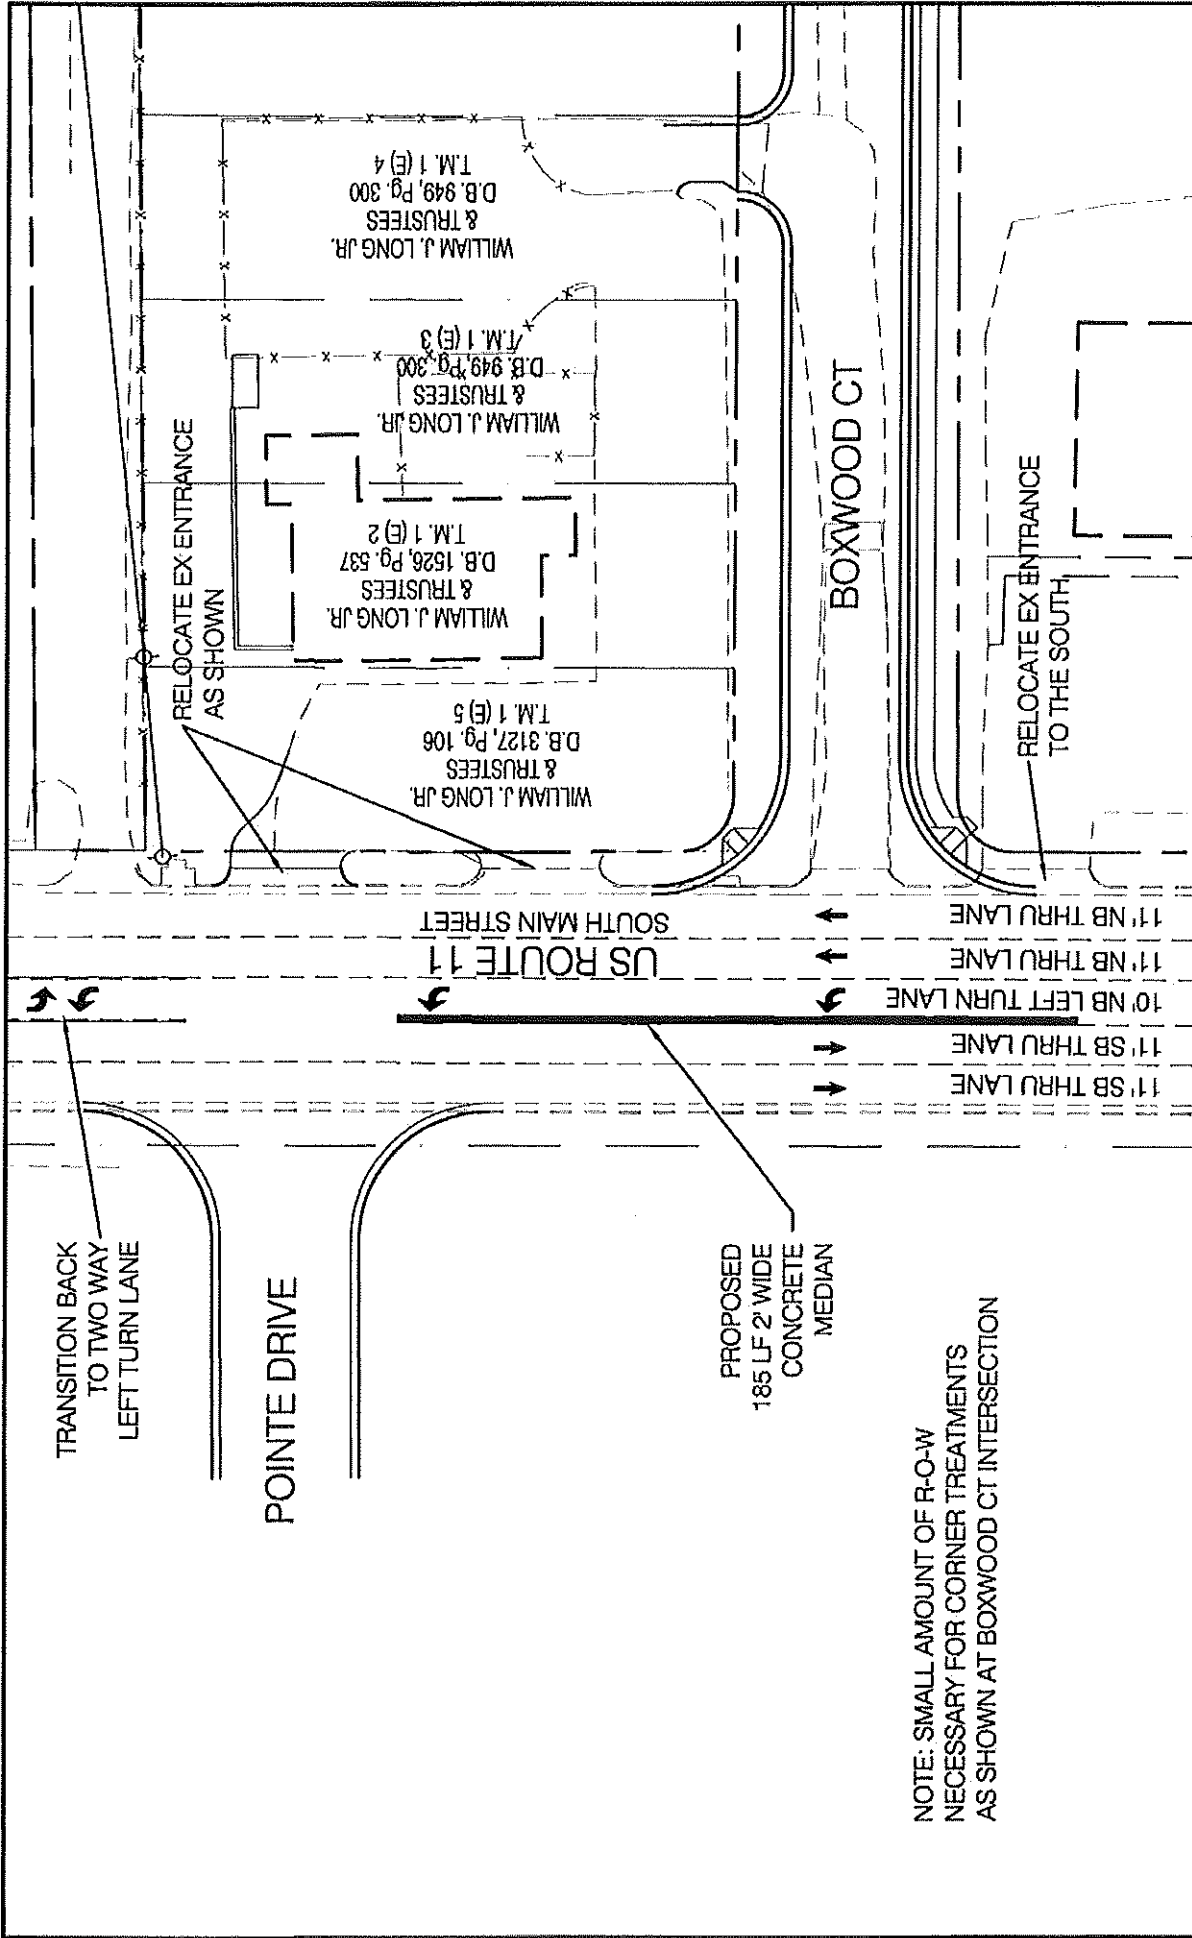 TRANSITION BACK
TO TWO WAY
LEFT TURN LANE
POINTE DRIVE
PROPOSED
185 LF 2' WIDE
CONCRETE
MEDIAN
NOTE: SMALL AMOUNT OF R-O-W
NECESSARY FOR CORNER TREATMENTS
AS SHOWN AT BOXWOOD CT INTERSECTION
RELOCATE EX ENTRANCE
AS SHOWN
WILLIAM J. LONG JR.
& TRUSTEES
D.B. 949, Pg. 300
T.M. 1 (E) 4
WILLIAM J. LONG JR.
& TRUSTEES
D.B. 949, Pg. 300
T.M. 1 (E) 3
WILLIAM J. LONG JR.
& TRUSTEES
D.B. 1526, Pg. 537
T.M. 1 (E) 2
WILLIAM J. LONG JR.
& TRUSTEES
D.B. 3127, Pg. 106
T.M. 1 (E) 5
BOXWOOD CT
RELOCATE EX ENTRANCE
TO THE SOUTH
SOUTH MAIN STREET
US ROUTE 11
11' NB THRU LANE
11' NB THRU LANE
10' NB LEFT TURN LANE
11' SB THRU LANE
11' SB THRU LANE